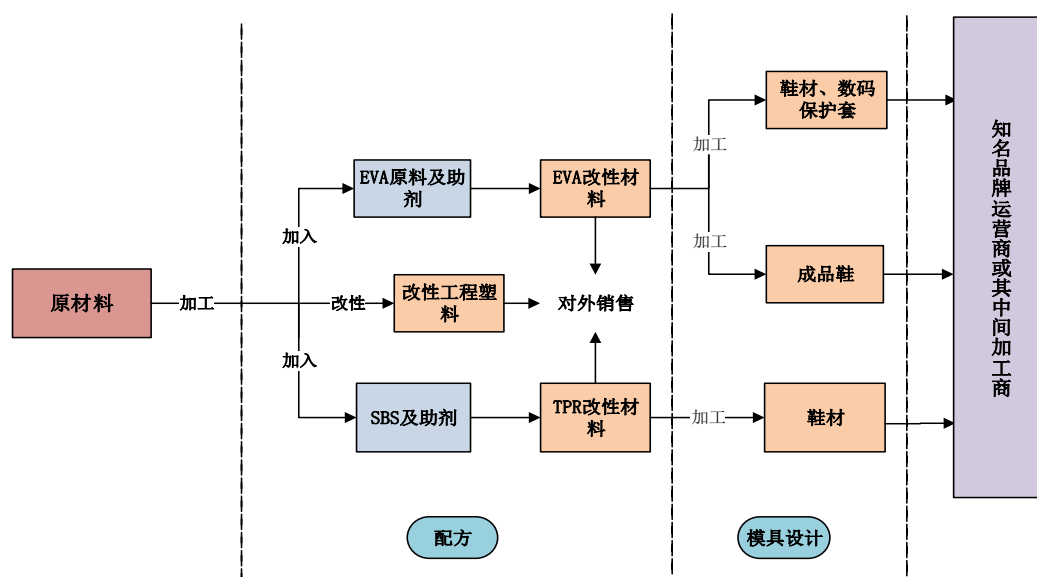 原材料
加工
加入
改性
加入
EVA原料及助
剂
改性工程塑
料
SBS及助剂
EVA改性材
料
对外销售
TPR改性材
料
配方
加工
加工
加工
鞋材、数码
保护套
成品鞋
鞋材
模具设计
知名品牌运营商或其中间加工商